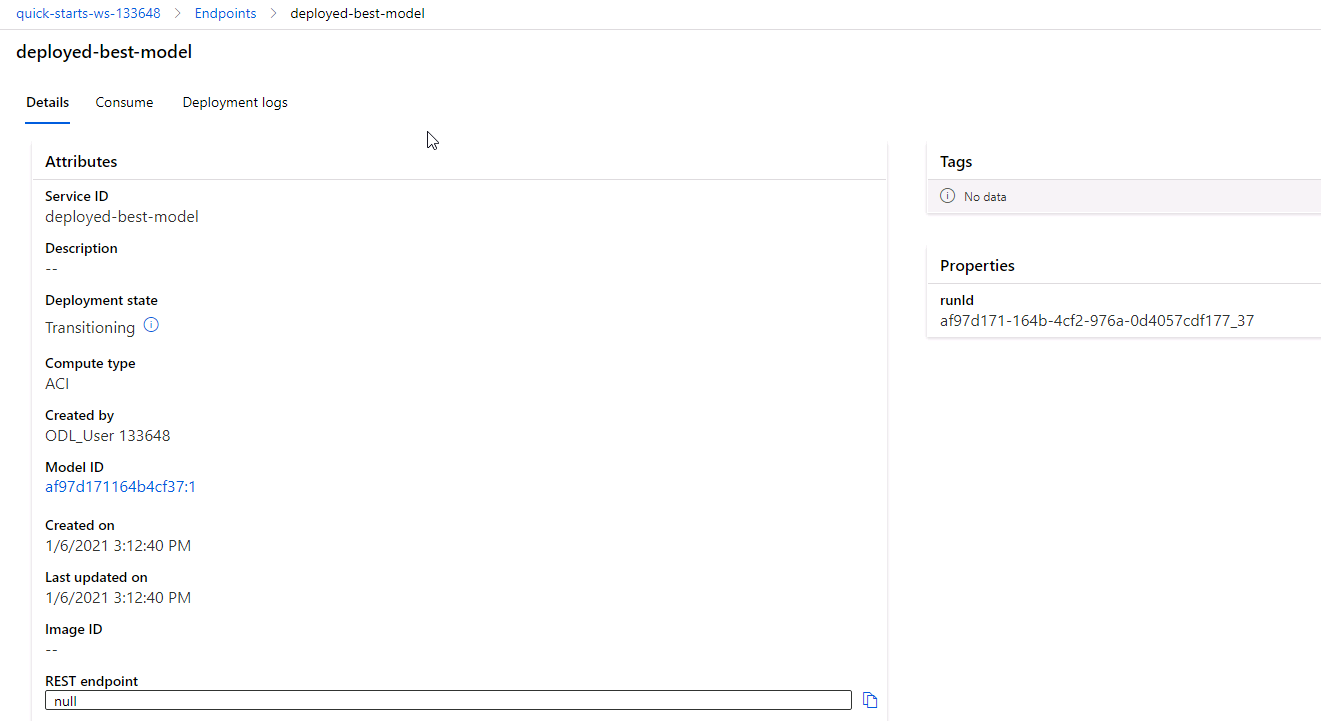 quick-starts-ws-133648 > Endpoints > deployed-best-model
deployed-best-model
Details Consume Deployment logs
Attributes
Service ID
deployed-best-model
Description
--
Deployment state
Transitioning
Compute type
ACI
Created by
ODL_User 133648
Model ID
af97d171164b4cf37:1
Created on
1/6/2021 3:12:40 PM
Last updated on
1/6/2021 3:12:40 PM
Image ID
--
REST endpoint
null
Tags
No data
Properties
runId
af97d171-164b-4cf2-976a-0d4057cdf177_37